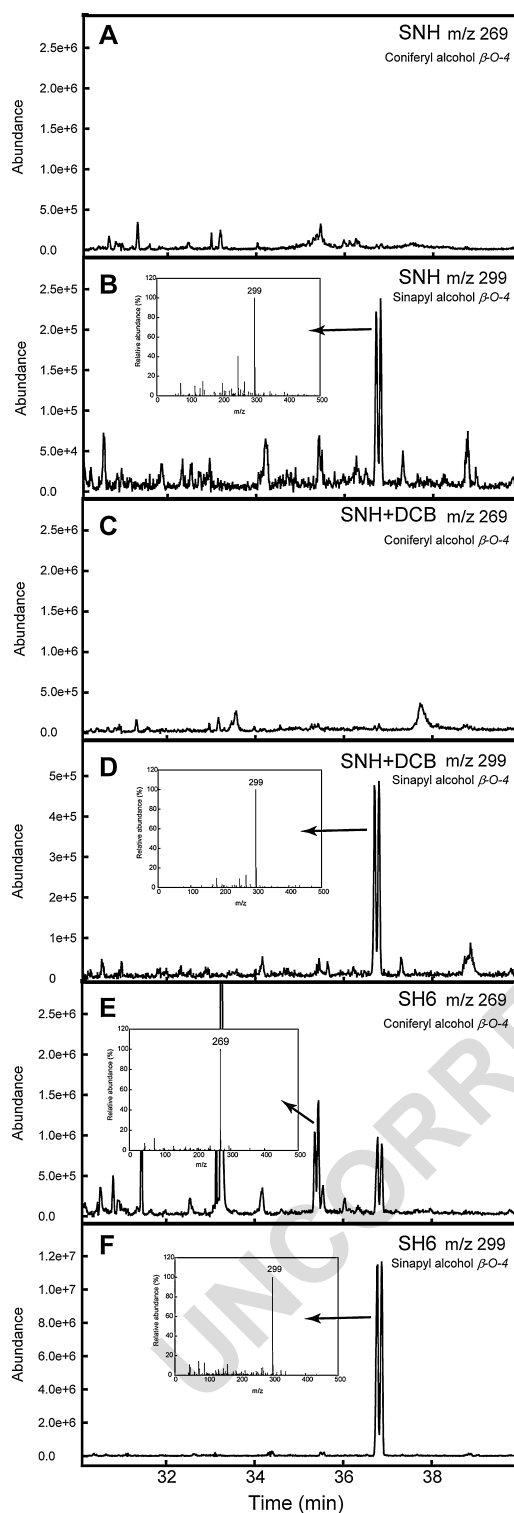 A
SNH m/z 269
Coniferyl alcohol β-O-4
Abundance
2.5e+6
2.0e+6
1.5e+6
1.0e+6
5.0e+5
0.0
B
SNH m/z 299
Sinapyl alcohol β-O-4
Abundance
2.5e+5
2.0e+5
1.5e+5
1.0e+5
5.0e+4
0.0
Relative abundance (%)
120
100
80
60
40
20
0
299
0 100 200 300 400 500
m/z
C
SNH+DCB m/z 269
Coniferyl alcohol β-O-4
Abundance
2.5e+6
2.0e+6
1.5e+6
1.0e+6
5.0e+5
0.0
D
SNH+DCB m/z 299
Sinapyl alcohol β-O-4
Abundance
5e+5
4e+5
3e+5
2e+5
1e+5
0
Relative abundance (%)
120
100
80
60
40
20
0
299
0 100 200 300 400 500
m/z
E
SH6 m/z 269
Coniferyl alcohol β-O-4
Abundance
2.5e+6
2.0e+6
1.5e+6
1.0e+6
5.0e+5
0.0
Relative abundance (%)
120
100
80
60
40
20
0
269
0 100 200 300 400 500
m/z
F
SH6 m/z 299
Sinapyl alcohol β-O-4
Abundance
1.2e+7
1.0e+7
8.0e+6
6.0e+6
4.0e+6
2.0e+6
0.0
Relative abundance (%)
120
100
80
60
40
20
0
299
0 100 200 300 400 500
m/z
32 34 36 38
Time (min)
UNCORRE